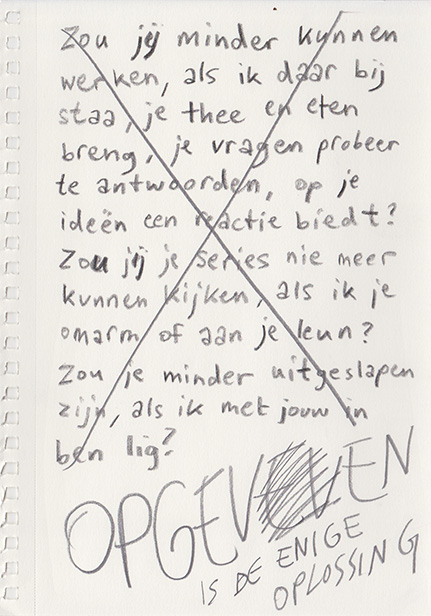 Zou jij minder kunnen
werken, als ik daar bij
staa, je thee en eten
breng, je vragen probeer
te antwoorden, op je
ideën een reactie biedt?
Zou jij je series nie meer
kunnen kijken, als ik je
omarm of aan je leun?
Zou je minder uitgeslapen
zijn, als ik met jouw in
ben lig?
OPGEVEN
IS DE ENIGE
OPLOSSING